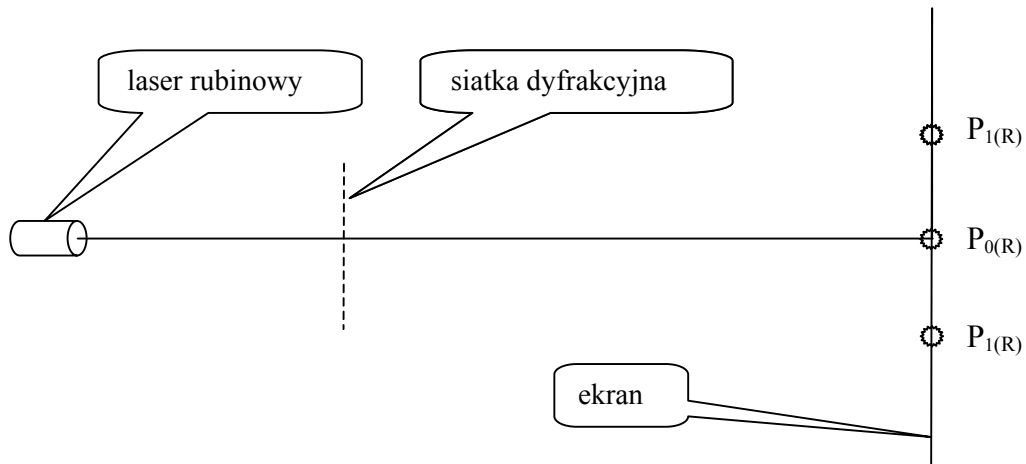 laser rubinowy
siatka dyfrakcyjna
P1(R)
P0(R)
P1(R)
ekran